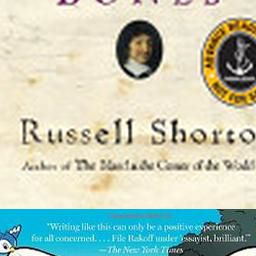 BONES
Russell Shorto
Author of The Island at the Center of the World
"Writing like this can only be a positive experience
for all concerned. . . . File Rakoff under 'essayist, brilliant.'"
—The New York Times